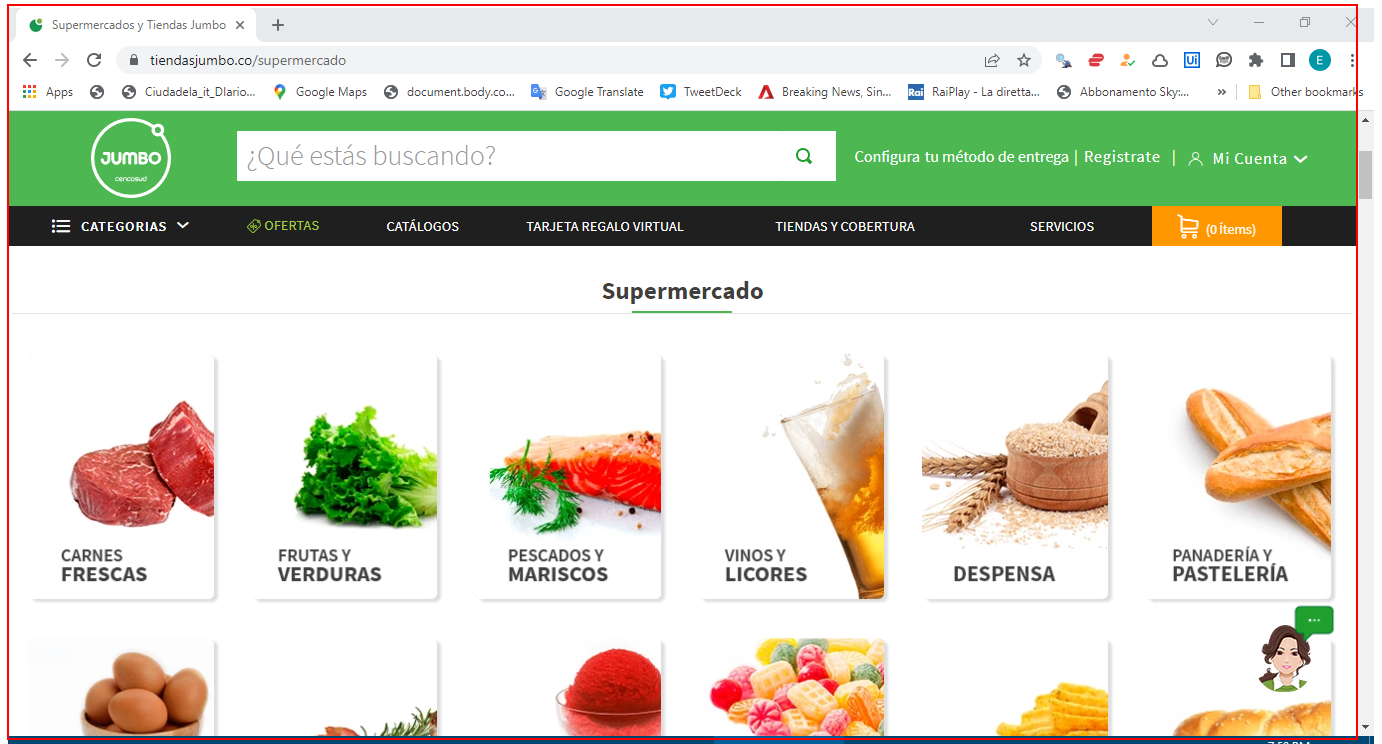 Supermercados y Tiendas Jumbo
tiendasjumbo.co/supermercado
E
Apps
Ciudadela_it_DIario...
Google Maps
document.body.co...
Google Translate
TweetDeck
Breaking News, Sin...
Rai
RaiPlay - La diretta...
Abbonamento Sky:...
»
Other bookmarks
JUMBO
cencosud
¿Qué estás buscando?
Configura tu método de entrega | Registrate | Mi Cuenta
CATEGORIAS
OFERTAS
CATÁLOGOS
TARJETA REGALO VIRTUAL
TIENDAS Y COBERTURA
SERVICIOS
(0 Ítems)
Supermercado
CARNES
FRESCAS
FRUTAS Y
VERDURAS
PESCADOS Y
MARISCOS
VINOS Y
LICORES
DESPENSA
PANADERÍA Y
PASTELERÍA